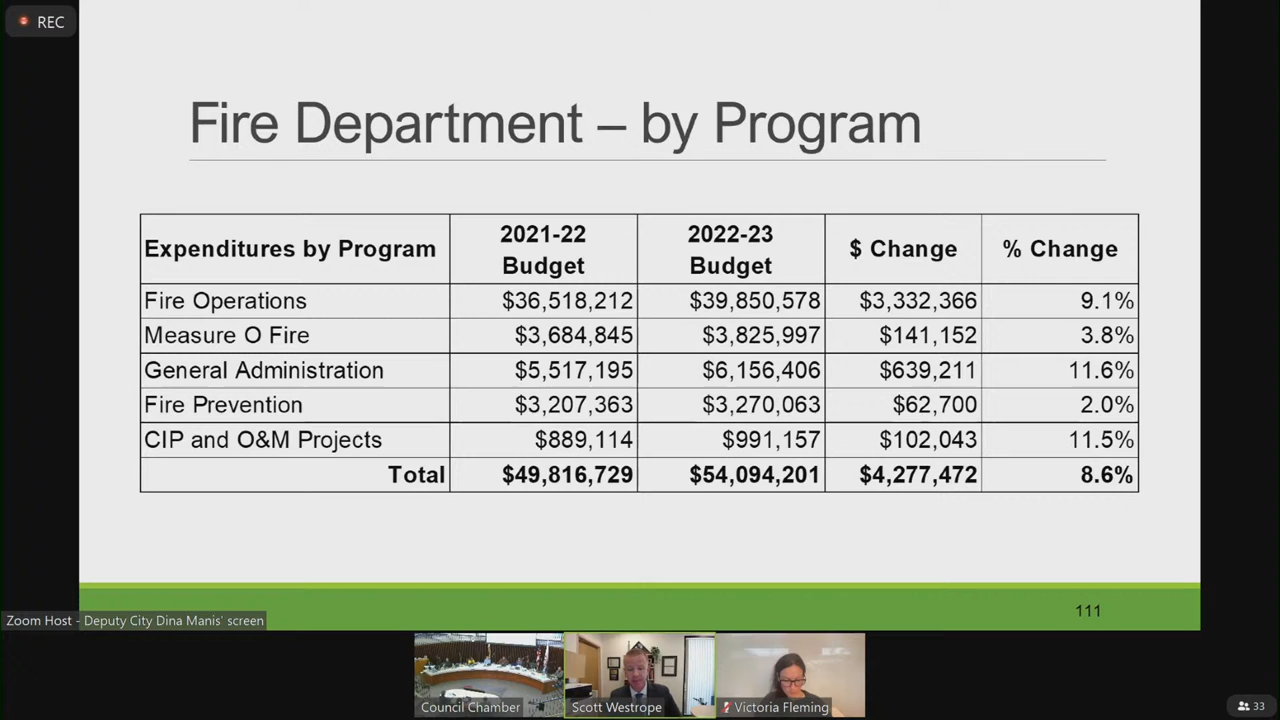 REC
Fire Department – by Program
Expenditures by Program 2021-22 Budget 2022-23 Budget $ Change % Change
Fire Operations $36,518,212 $39,850,578 $3,332,366 9.1%
Measure O Fire $3,684,845 $3,825,997 $141,152 3.8%
General Administration $5,517,195 $6,156,406 $639,211 11.6%
Fire Prevention $3,207,363 $3,270,063 $62,700 2.0%
CIP and O&M Projects $889,114 $991,157 $102,043 11.5%
Total $49,816,729 $54,094,201 $4,277,472 8.6%
111
Zoom Host - Deputy City Dina Manis' screen
Council Chamber
Scott Westrope
Victoria Fleming
33